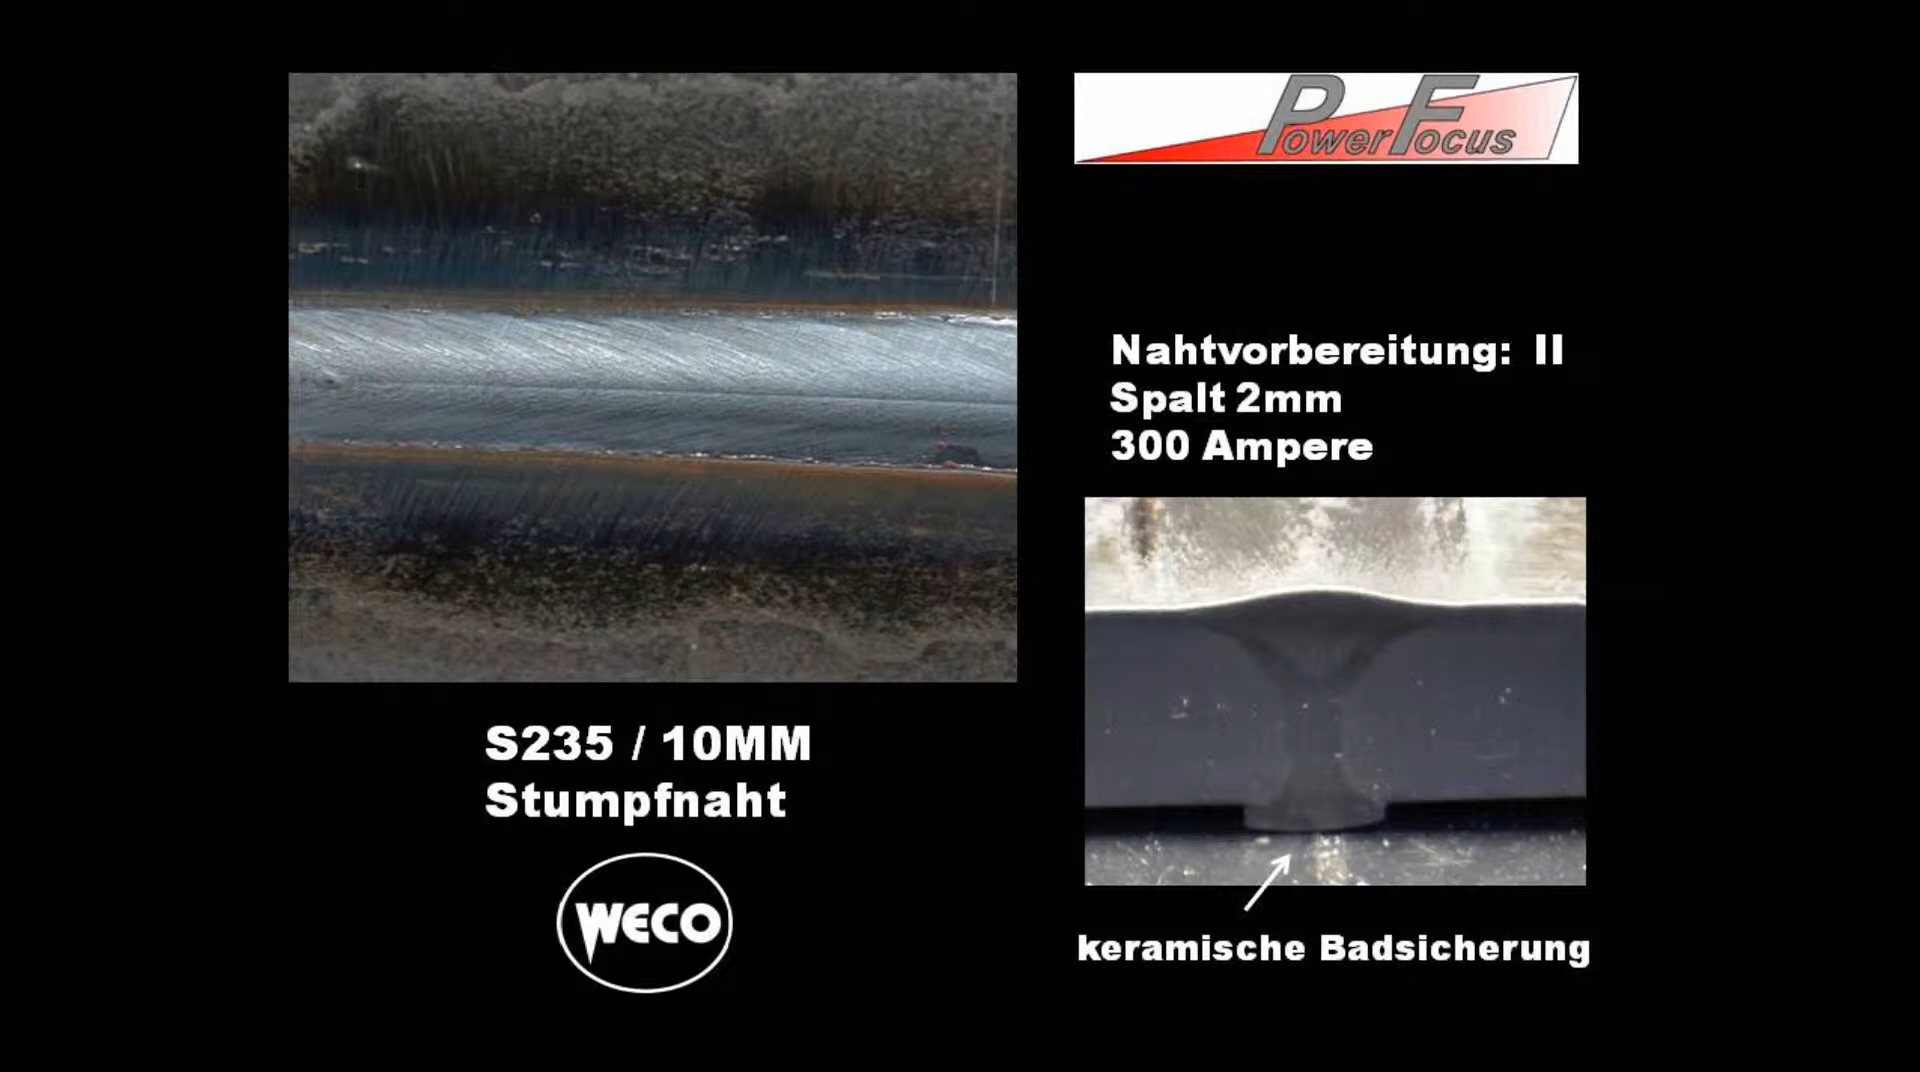 PowerFocus
Nahtvorbereitung: II
Spalt 2mm
300 Ampere
S235 / 10MM
Stumpfnaht
WECO
keramische Badsicherung